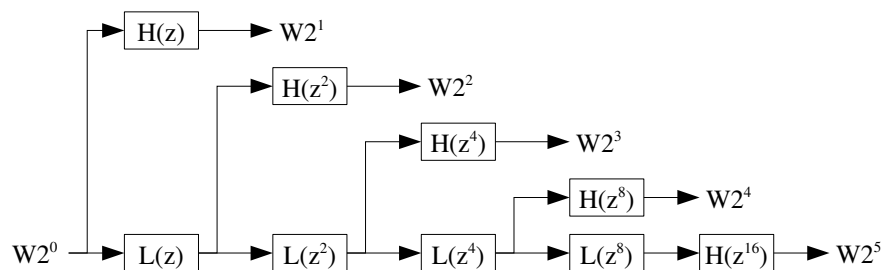 H(z) W2¹
H(z²) W2²
H(z⁴) W2³
H(z⁸) W2⁴
W2⁰ L(z) L(z²) L(z⁴) L(z⁸) H(z¹⁶) W2⁵